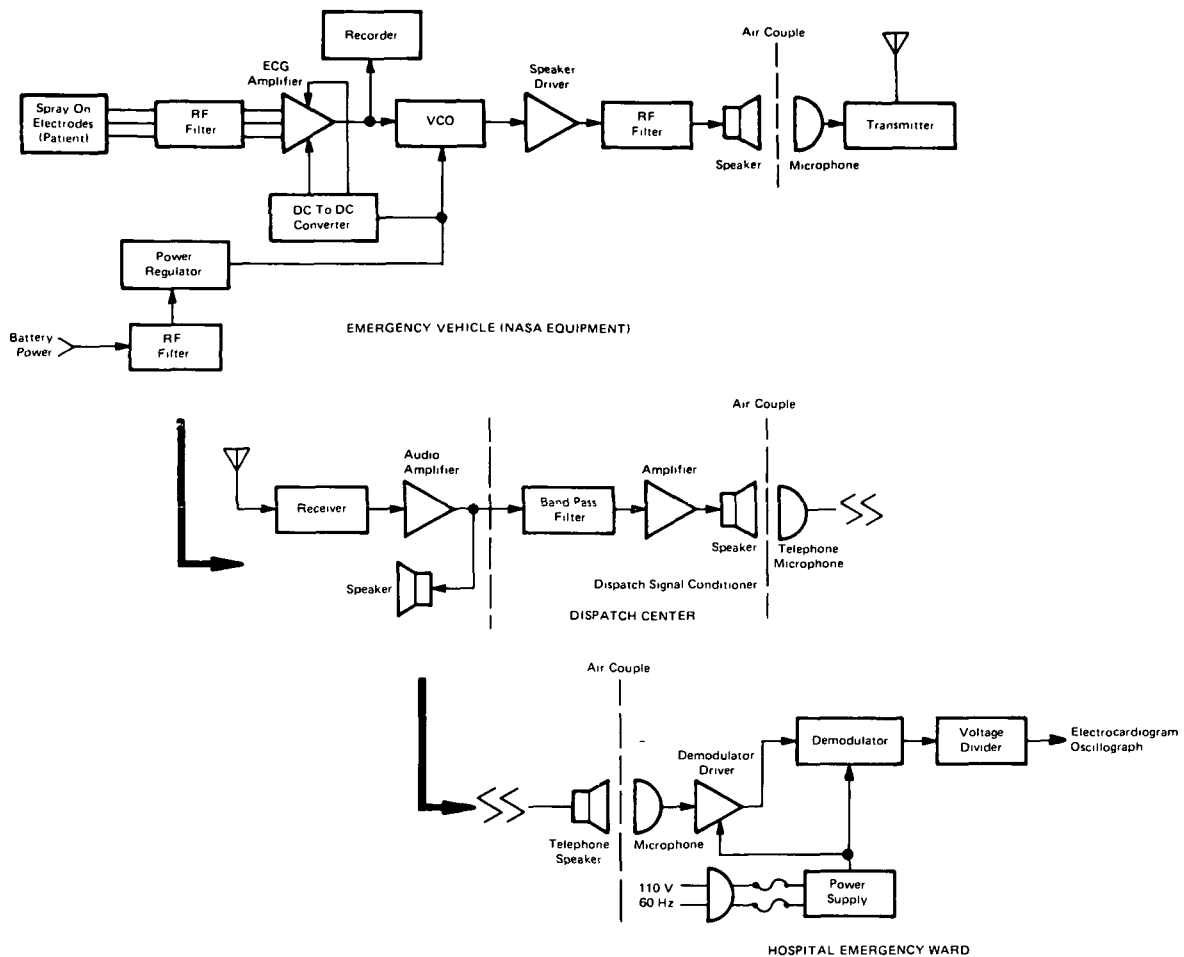 Recorder
Air Couple
ECG
Amplifier
Speaker
Driver
Spray On
Electrodes
(Patient)
RF
Filter
VCO
RF
Filter
Transmitter
Speaker
Microphone
DC To DC
Converter
Power
Regulator
Battery
Power
RF
Filter
EMERGENCY VEHICLE (NASA EQUIPMENT)
Air Couple
Audio
Amplifier
Amplifier
Receiver
Band Pass
Filter
Speaker
Telephone
Microphone
Speaker
Dispatch Signal Conditioner
DISPATCH CENTER
Air Couple
Demodulator
Driver
Demodulator
Voltage
Divider
Electrocardiogram
Oscillograph
Telephone
Speaker
Microphone
110 V
60 Hz
Power
Supply
HOSPITAL EMERGENCY WARD